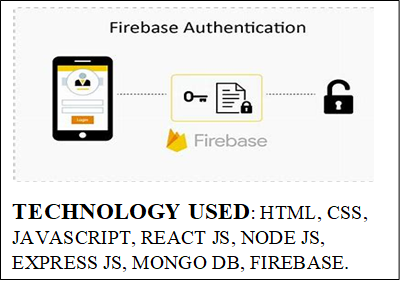 Firebase Authentication
Login
Firebase
TECHNOLOGY USED: HTML, CSS,
JAVASCRIPT, REACT JS, NODE JS,
EXPRESS JS, MONGO DB, FIREBASE.